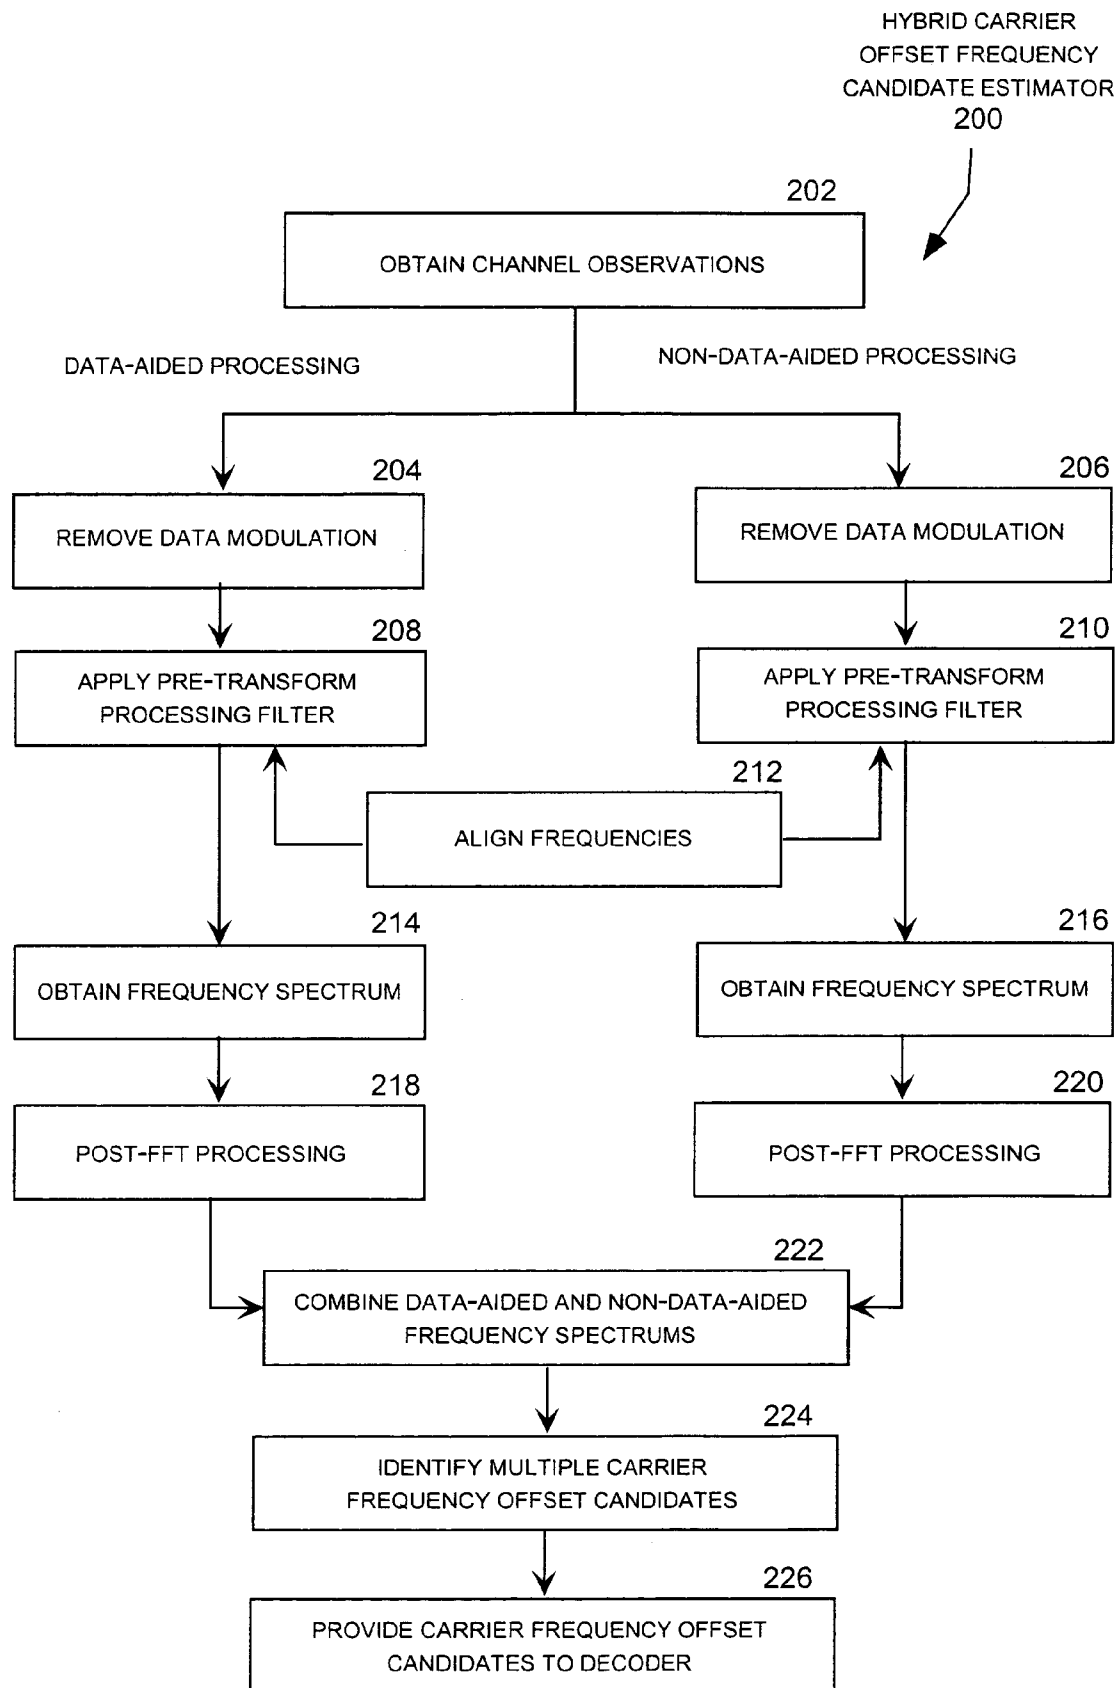 HYBRID CARRIER
OFFSET FREQUENCY
CANDIDATE ESTIMATOR
200
202
OBTAIN CHANNEL OBSERVATIONS
DATA-AIDED PROCESSING
NON-DATA-AIDED PROCESSING
204
REMOVE DATA MODULATION
206
REMOVE DATA MODULATION
208
APPLY PRE-TRANSFORM
PROCESSING FILTER
210
APPLY PRE-TRANSFORM
PROCESSING FILTER
212
ALIGN FREQUENCIES
214
OBTAIN FREQUENCY SPECTRUM
216
OBTAIN FREQUENCY SPECTRUM
218
POST-FFT PROCESSING
220
POST-FFT PROCESSING
222
COMBINE DATA-AIDED AND NON-DATA-AIDED
FREQUENCY SPECTRUMS
224
IDENTIFY MULTIPLE CARRIER
FREQUENCY OFFSET CANDIDATES
226
PROVIDE CARRIER FREQUENCY OFFSET
CANDIDATES TO DECODER